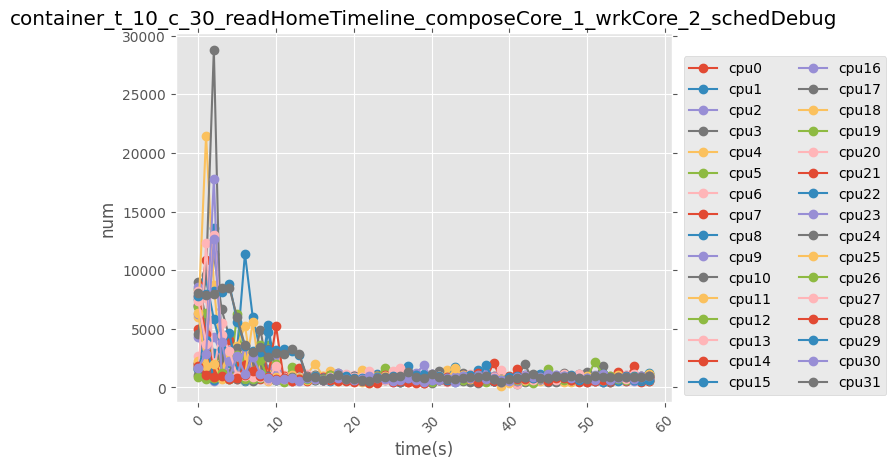 container_t_10_c_30_readHomeTimeline_composeCore_1_wrkCore_2_schedDebug
30000
25000
20000
15000
10000
5000
0
num
0
10
20
30
40
50
60
time(s)
cpu0
cpu1
cpu2
cpu3
cpu4
cpu5
cpu6
cpu7
cpu8
cpu9
cpu10
cpu11
cpu12
cpu13
cpu14
cpu15
cpu16
cpu17
cpu18
cpu19
cpu20
cpu21
cpu22
cpu23
cpu24
cpu25
cpu26
cpu27
cpu28
cpu29
cpu30
cpu31